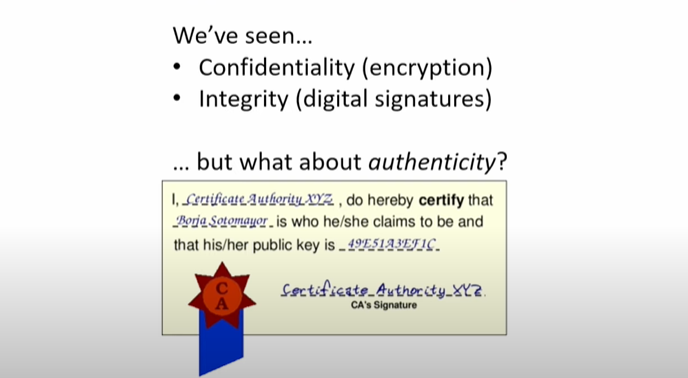 We've seen...
• Confidentiality (encryption)
• Integrity (digital signatures)
... but what about authenticity?
I, Certificate Authority XYZ , do hereby certify that
Borja Sotomayor is who he/she claims to be and
that his/her public key is 49E51A3EF1C.
C
A
Certificate Authority XYZ.
CA's Signature